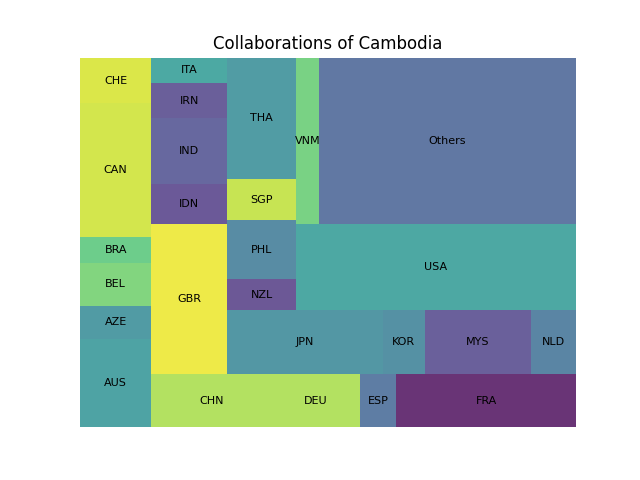 Collaborations of Cambodia
CHE
ITA
THA
VNM
Others
IRN
IND
CAN
IDN
SGP
BRA
GBR
PHL
USA
BEL
NZL
AZE
JPN
KOR
MYS
NLD
AUS
CHN
DEU
ESP
FRA